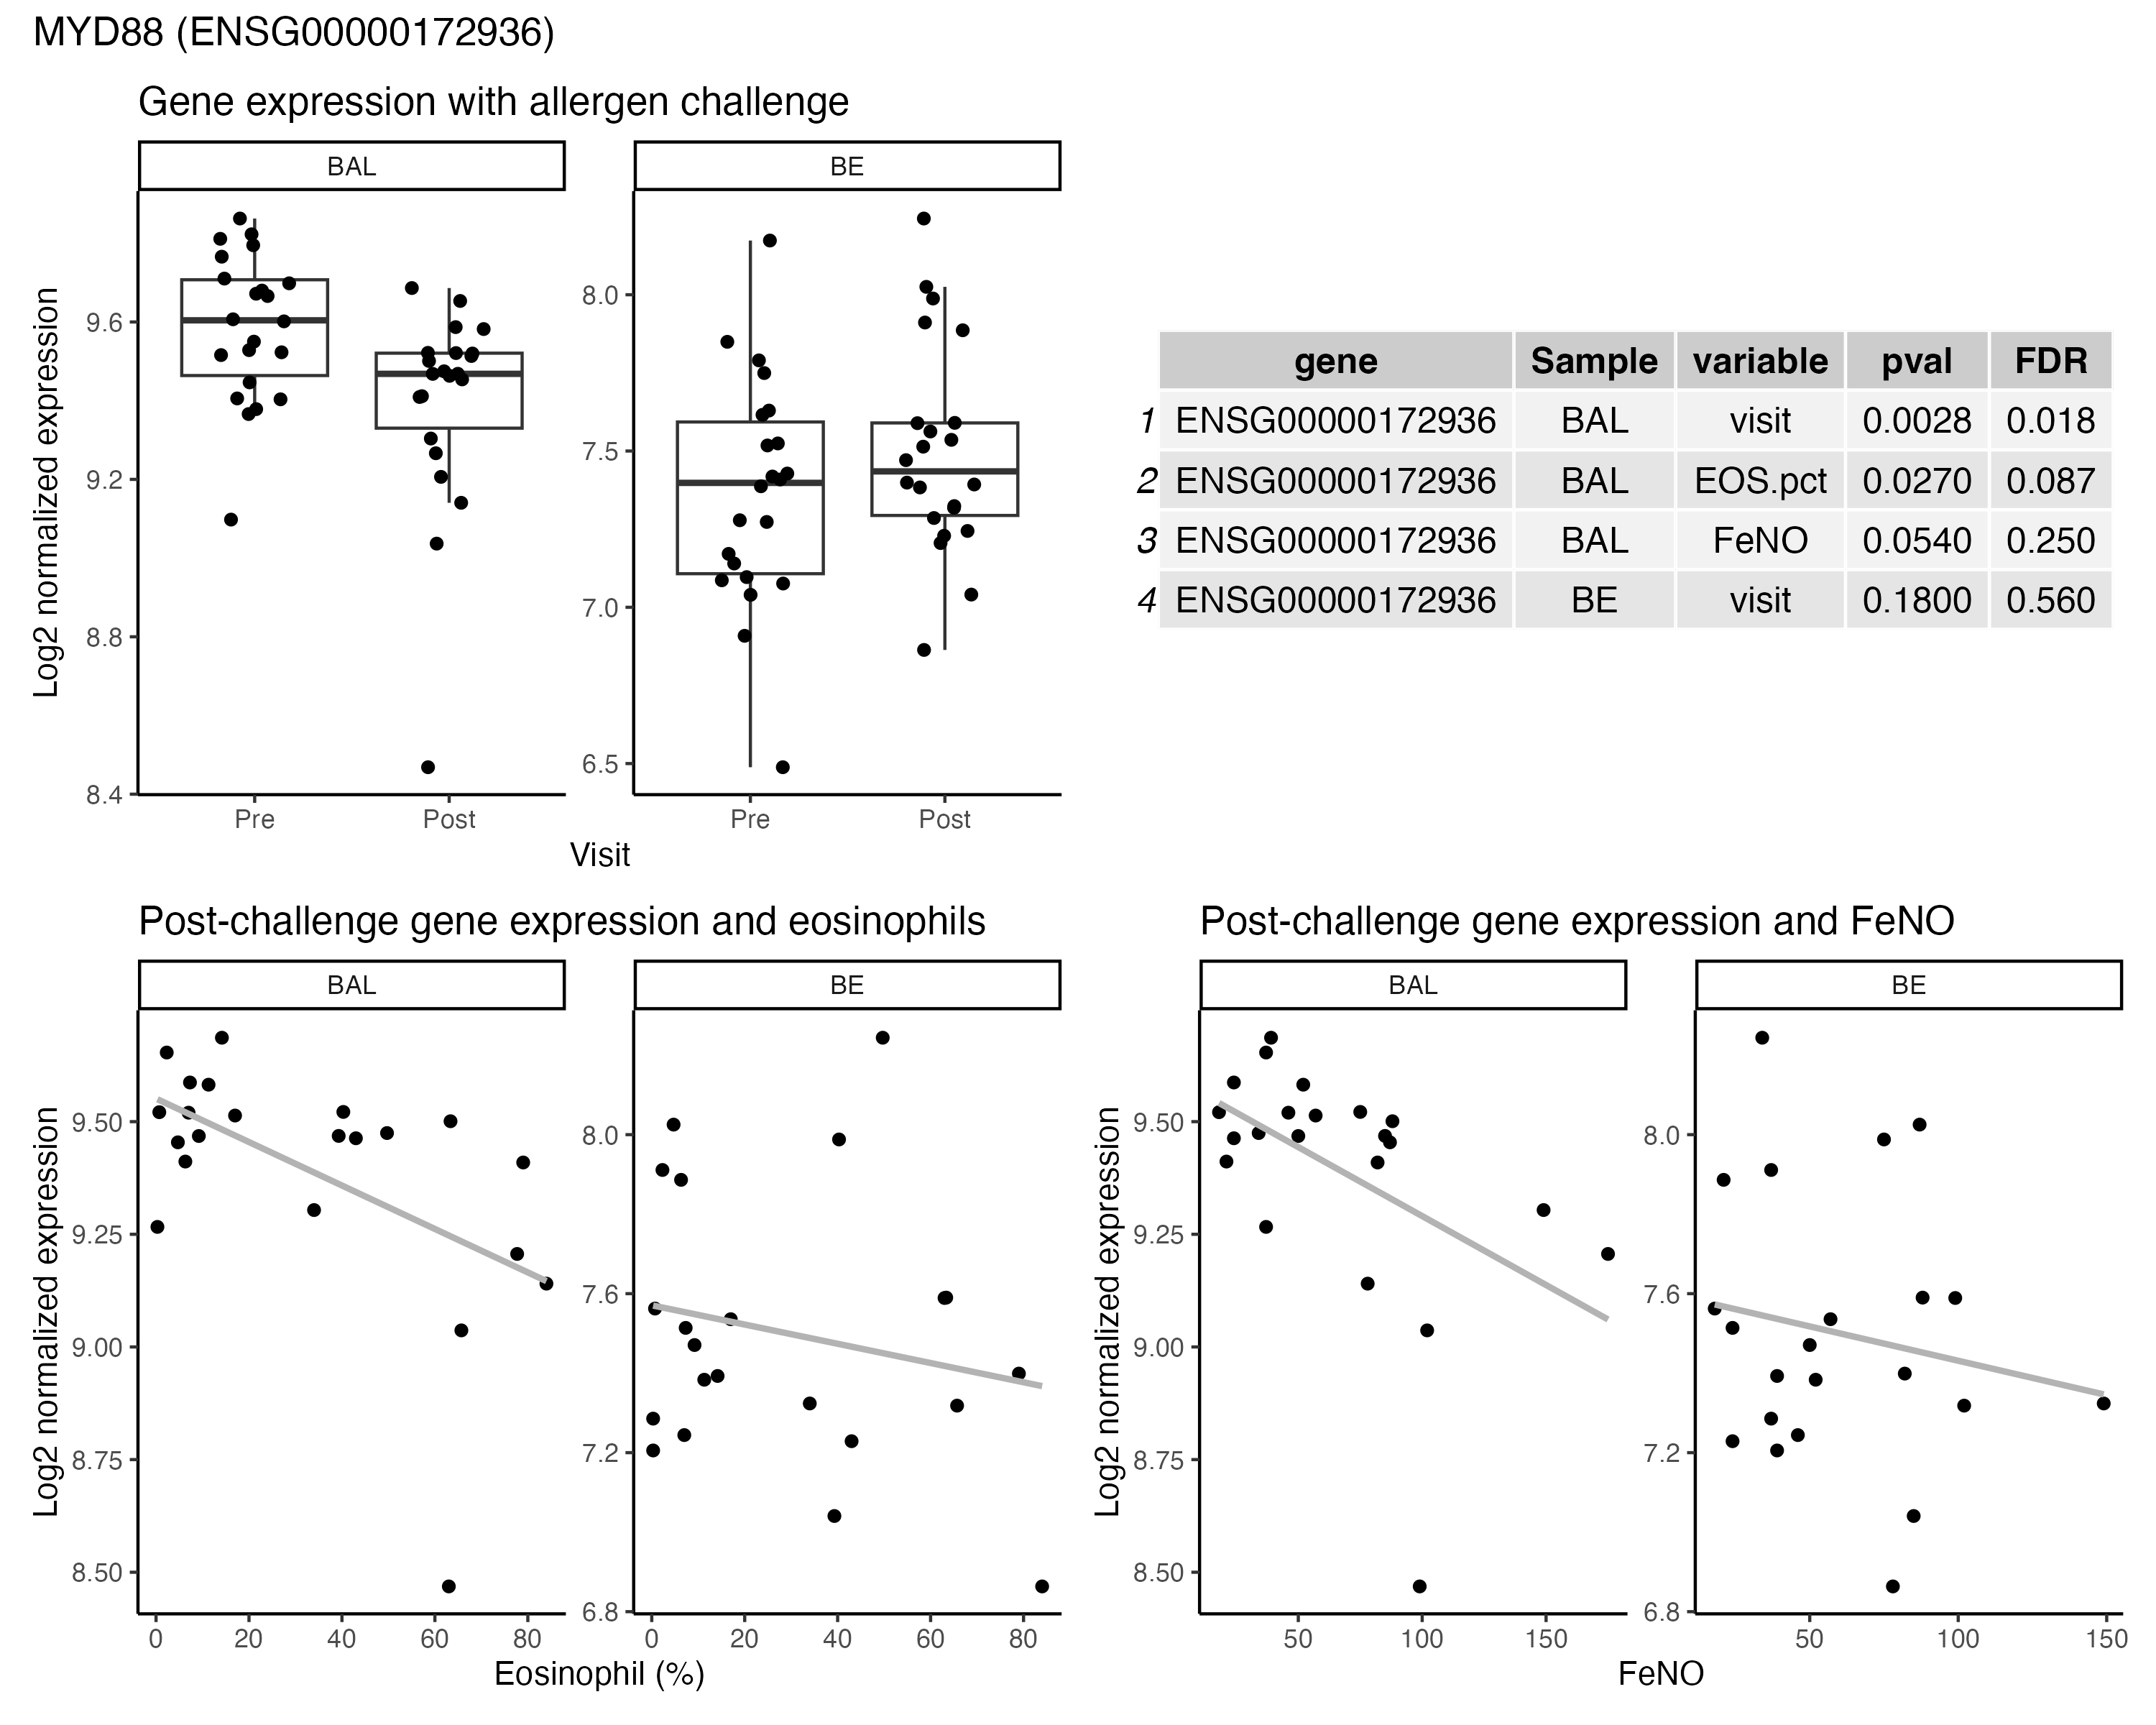 MYD88 (ENSG00000172936)
Gene expression with allergen challenge
BAL
BE
Log2 normalized expression
9.6
9.2
8.8
8.4
8.0
7.5
7.0
6.5
Pre
Post
Pre
Post
Visit
gene Sample variable pval FDR
1 ENSG00000172936 BAL visit 0.0028 0.018
2 ENSG00000172936 BAL EOS.pct 0.0270 0.087
3 ENSG00000172936 BAL FeNO 0.0540 0.250
4 ENSG00000172936 BE visit 0.1800 0.560
Post-challenge gene expression and eosinophils
BAL
BE
Log2 normalized expression
9.50
9.25
9.00
8.75
8.50
8.0
7.6
7.2
6.8
0 20 40 60 80
0 20 40 60 80
Eosinophil (%)
Post-challenge gene expression and FeNO
BAL
BE
Log2 normalized expression
9.50
9.25
9.00
8.75
8.50
8.0
7.6
7.2
6.8
50 100 150
50 100 150
FeNO